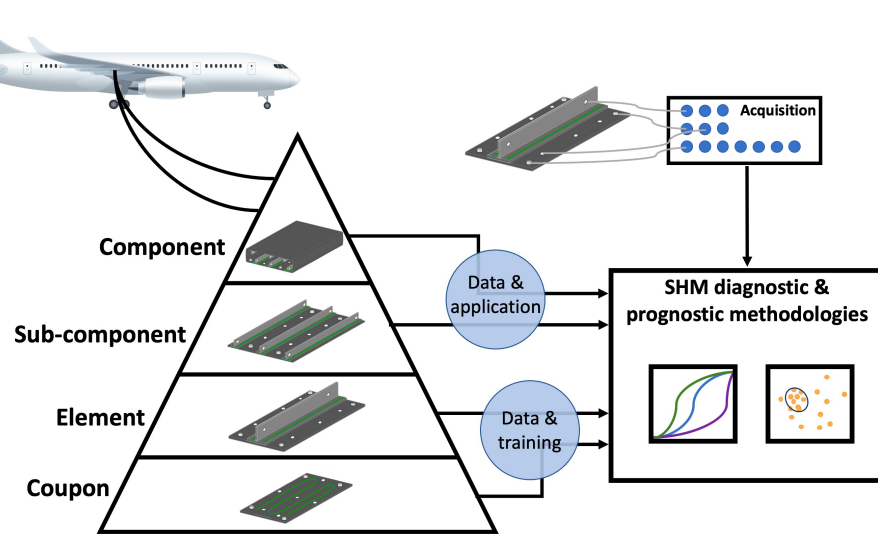 Acquisition
Component
Data &
application
SHM diagnostic &
prognostic methodologies
Sub-component
Element
Data &
training
Coupon